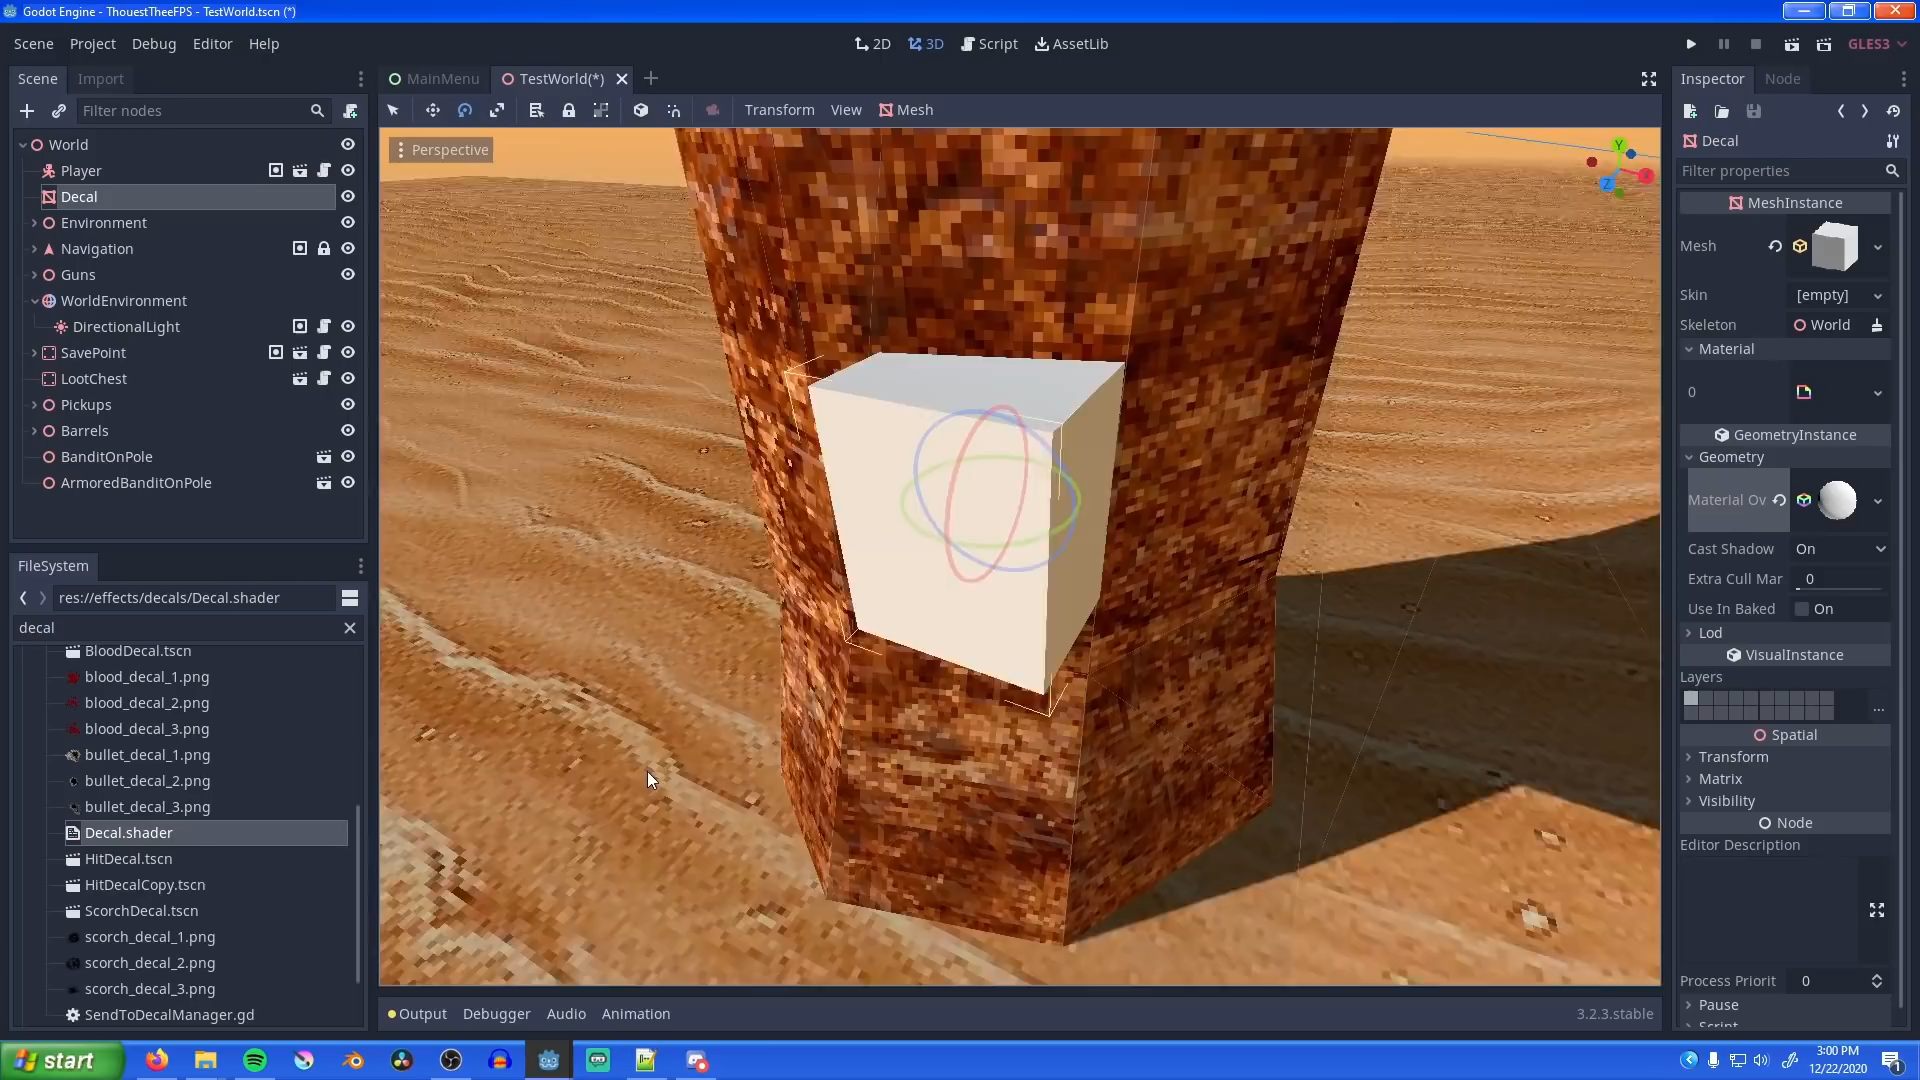 Godot Engine - ThouestTheeFPS - TestWorld.tscn (*)
Scene Project Debug Editor Help
2D 3D Script AssetLib
GLES3
Scene Import
Filter nodes
World
Player
Decal
Environment
Navigation
Guns
WorldEnvironment
DirectionalLight
SavePoint
LootChest
Pickups
Barrels
BanditOnPole
ArmoredBanditOnPole
FileSystem
res://effects/decals/Decal.shader
decal
BloodDecal.tscn
blood_decal_1.png
blood_decal_2.png
blood_decal_3.png
bullet_decal_1.png
bullet_decal_2.png
bullet_decal_3.png
Decal.shader
HitDecal.tscn
HitDecalCopy.tscn
ScorchDecal.tscn
scorch_decal_1.png
scorch_decal_2.png
scorch_decal_3.png
SendToDecalManager.gd
MainMenu TestWorld(*)
Transform View Mesh
Perspective
Y
Z
Output Debugger Audio Animation
3.2.3.stable
Inspector Node
Decal
Filter properties
MeshInstance
Mesh
Skin [empty]
Skeleton World
Material
0
GeometryInstance
Geometry
Material Ov
Cast Shadow On
Extra Cull Mar 0
Use In Baked On
Lod
VisualInstance
Layers
...
Spatial
Transform
Matrix
Visibility
Node
Editor Description
Process Priorit 0
Pause
Script
start
3:00 PM
12/22/2020
1